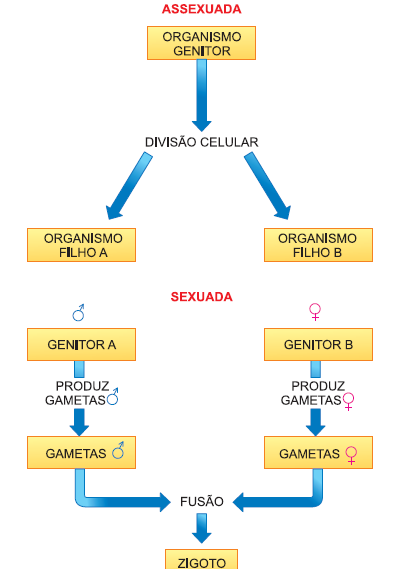 ASSEXUADA
ORGANISMO
GENITOR
DIVISÃO CELULAR
ORGANISMO
FILHO A
ORGANISMO
FILHO B
SEXUADA
♂
♀
GENITOR A
GENITOR B
PRODUZ
GAMETAS♂
PRODUZ
GAMETAS♀
GAMETAS ♂
GAMETAS ♀
FUSÃO
ZIGOTO